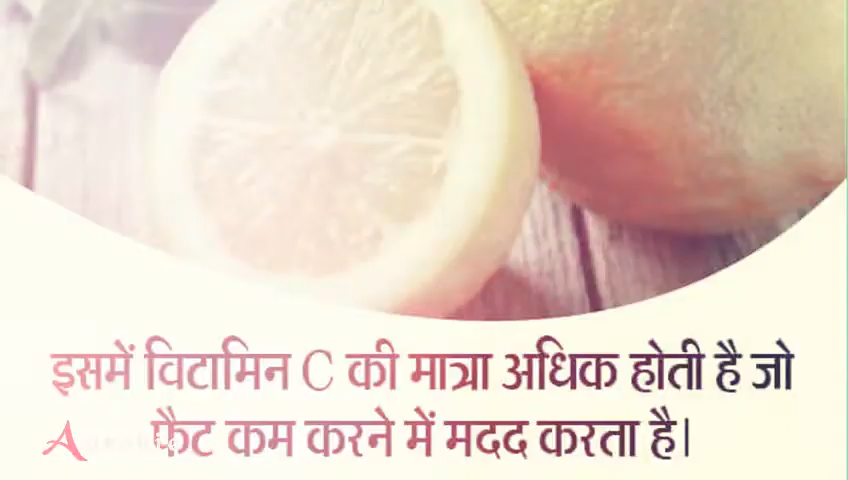 इसमें विटामिन C की मात्रा अधिक होती है जो
फैट कम करने में मदद करता है।